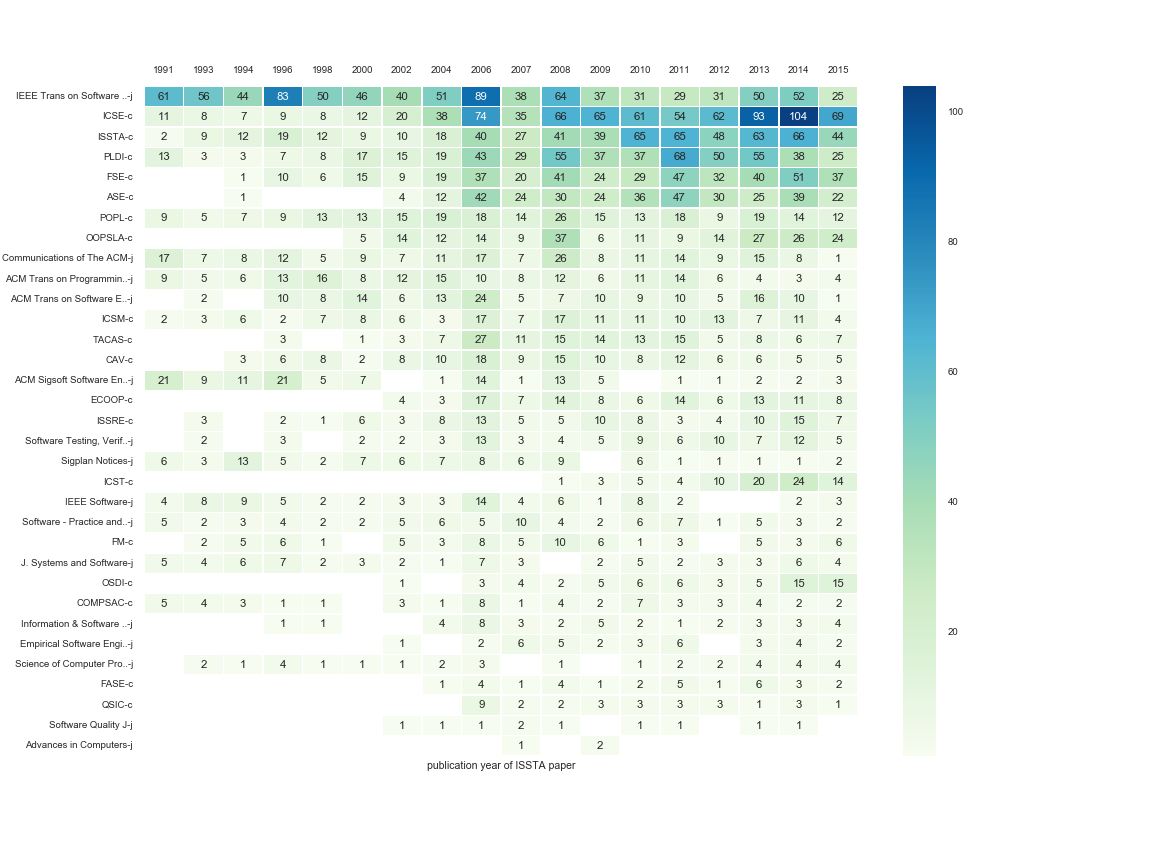 1991 1993 1994 1996 1998 2000 2002 2004 2006 2007 2008 2009 2010 2011 2012 2013 2014 2015
IEEE Trans on Software ..-j 61 56 44 83 50 46 40 51 89 38 64 37 31 29 31 50 52 25
100
ICSE-c 11 8 7 9 8 12 20 38 74 35 66 65 61 54 62 93 104 69
ISSTA-c 2 9 12 19 12 9 10 18 40 27 41 39 65 65 48 63 66 44
PLDI-c 13 3 3 7 8 17 15 19 43 29 55 37 37 68 50 55 38 25
FSE-c 1 10 6 15 9 19 37 20 41 24 29 47 32 40 51 37
ASE-c 1 4 12 42 24 30 24 36 47 30 25 39 22
POPL-c 9 5 7 9 13 13 15 19 18 14 26 15 13 18 9 19 14 12
OOPSLA-c 5 14 12 14 9 37 6 11 9 14 27 26 24
80
Communications of The ACM-j 17 7 8 12 5 9 7 11 17 7 26 8 11 14 9 15 8 1
ACM Trans on Programmin..-j 9 5 6 13 16 8 12 15 10 8 12 6 11 14 6 4 3 4
ACM Trans on Software E..-j 2 10 8 14 6 13 24 5 7 10 9 10 5 16 10 1
ICSM-c 2 3 6 2 7 8 6 3 17 7 17 11 11 10 13 7 11 4
TACAS-c 3 1 3 7 27 11 15 14 13 15 5 8 6 7
CAV-c 3 6 8 2 8 10 18 9 15 10 8 12 6 6 5 5
60
ACM Sigsoft Software En..-j 21 9 11 21 5 7 1 14 1 13 5 1 1 2 2 3
ECOOP-c 4 3 17 7 14 8 6 14 6 13 11 8
ISSRE-c 3 2 1 6 3 8 13 5 5 10 8 3 4 10 15 7
Software Testing, Verif..-j 2 3 2 2 3 13 3 4 5 9 6 10 7 12 5
Sigplan Notices-j 6 3 13 5 2 7 6 7 8 6 9 6 1 1 1 1 2
ICST-c 1 3 5 4 10 20 24 14
IEEE Software-j 4 8 9 5 2 2 3 3 14 4 6 1 8 2 2 3
40
Software - Practice and..-j 5 2 3 4 2 2 5 6 5 10 4 2 6 7 1 5 3 2
FM-c 2 5 6 1 5 3 8 5 10 6 1 3 5 3 6
J. Systems and Software-j 5 4 6 7 2 3 2 1 7 3 2 5 2 3 3 6 4
OSDI-c 1 3 4 2 5 6 6 3 5 15 15
COMPSAC-c 5 4 3 1 1 3 1 8 1 4 2 7 3 3 4 2 2
Information & Software ..-j 1 1 4 8 3 2 5 2 1 2 3 3 4
20
Empirical Software Engi..-j 1 2 6 5 2 3 6 3 4 2
Science of Computer Pro..-j 2 1 4 1 1 1 2 3 1 1 2 2 4 4 4
FASE-c 1 4 1 4 1 2 5 1 6 3 2
QSIC-c 9 2 2 3 3 3 3 1 3 1
Software Quality J-j 1 1 1 2 1 1 1 1 1
Advances in Computers-j 1 2
publication year of ISSTA paper